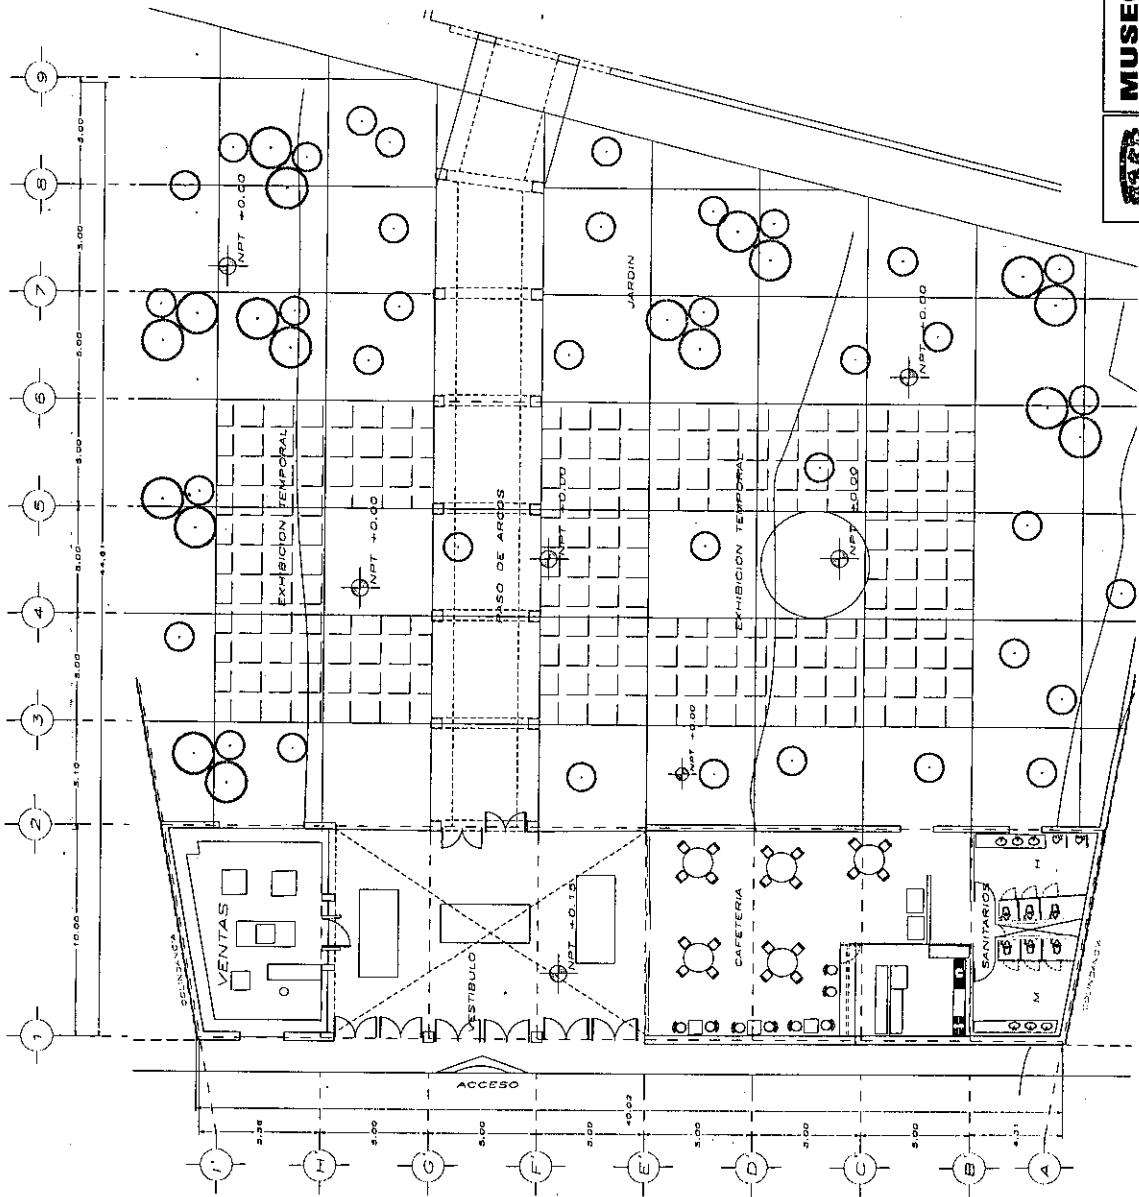 MUSE
9
8
7
6
5
4
3
2
1
5.00
5.00
5.00
5.00
5.00
5.00
5.10
10.00
44.81
NPT +0.00
JARDIN
NPT +0.00
EXHIBICION TEMPORAL
NPT +0.00
PASO DE ARCOS
NPT +0.00
EXHIBICION TEMPORAL
NPT +0.00
NPT +0.00
COLINDANCIA
VENTAS
VESTIBULO
NPT +0.15
CAFETERIA
SANITARIOS
I
M
COLINDANCIA
ACCESO
40.03
5.00
5.00
5.00
5.00
5.00
5.00
I'
H
G
F
E
D
C
B
A